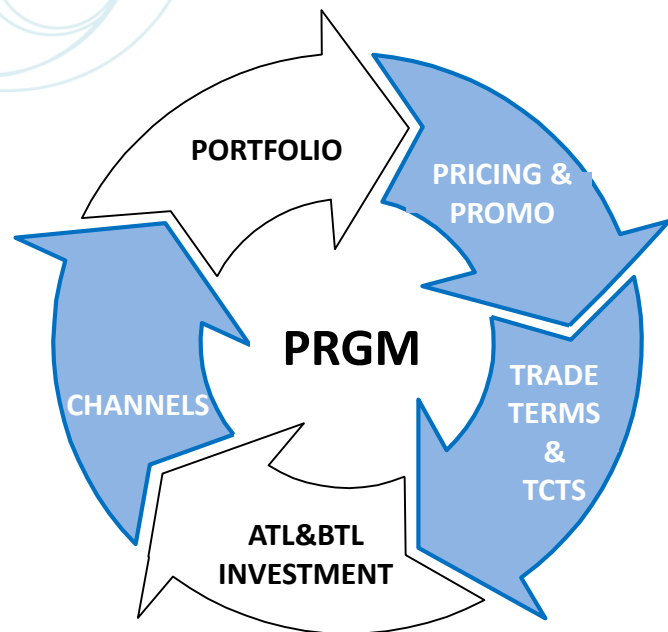 PORTFOLIO
PRICING &
PROMO
PRGM
TRADE
TERMS
&
TCTS
CHANNELS
ATL&BTL
INVESTMENT